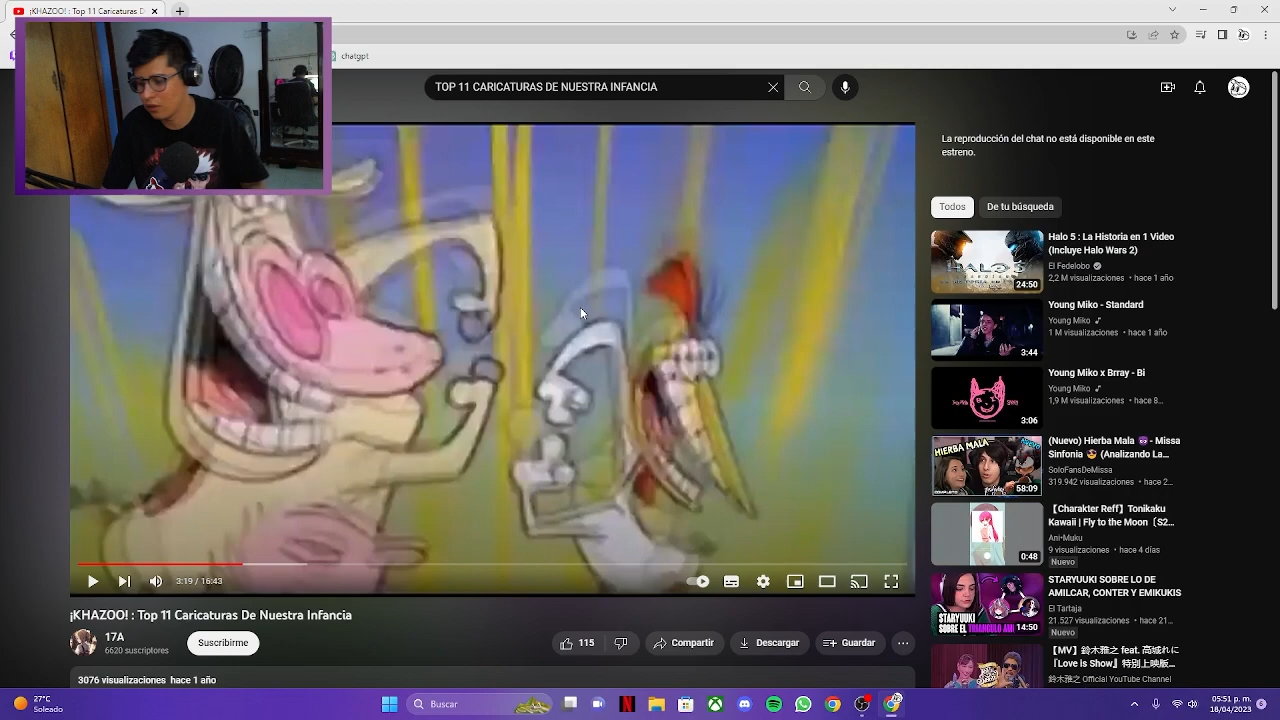 ¡KHAZOO! : Top 11 Caricatur
chatgpt
TOP 11 CARICATURAS DE NUESTRA INFANCIA
La reproducción del chat no está disponible en este
estreno.
Todos
De tu búsqueda
Halo 5 : La Historia en 1 Video
(Incluye Halo Wars 2)
El Fedelobo
2,2 M visualizaciones • hace 1 año
24:50
Young Miko - Standard
Young Miko
1 M visualizaciones • hace 1 año
3:44
Young Miko x Brray - Bi
Young Miko
1,9 M visualizaciones • hace 8...
3:06
HIERBA MALA
(Nuevo) Hierba Mala 😈 - Missa
Sinfonia 😍 (Analizando La...
SoloFansDeMissa
319.942 visualizaciones • hace 2...
58:09
【Charakter Reff】Tonikaku
Kawaii | Fly to the Moon〔S2...
Ani-Muku
9 visualizaciones • hace 4 días
Nuevo
0:48
STARYUUKI SOBRE LO DE
AMILCAR, CONTER Y EMIKUKIS
El Tartaja
21.527 visualizaciones • hace 21...
Nuevo
STARYUUKI
SOBRE EL TRIANGULO AMI
14:50
【MV】鈴木雅之 feat. 高城れに
『Love is Show』特別上映版...
鈴木雅之 Official YouTube Channel
3:19 / 16:43
¡KHAZOO! : Top 11 Caricaturas De Nuestra Infancia
17A
6620 suscriptores
Suscribirme
115
Compartir
Descargar
Guardar
3076 visualizaciones hace 1 año
27°C
Soleado
Buscar
05:51 p. m.
18/04/2023